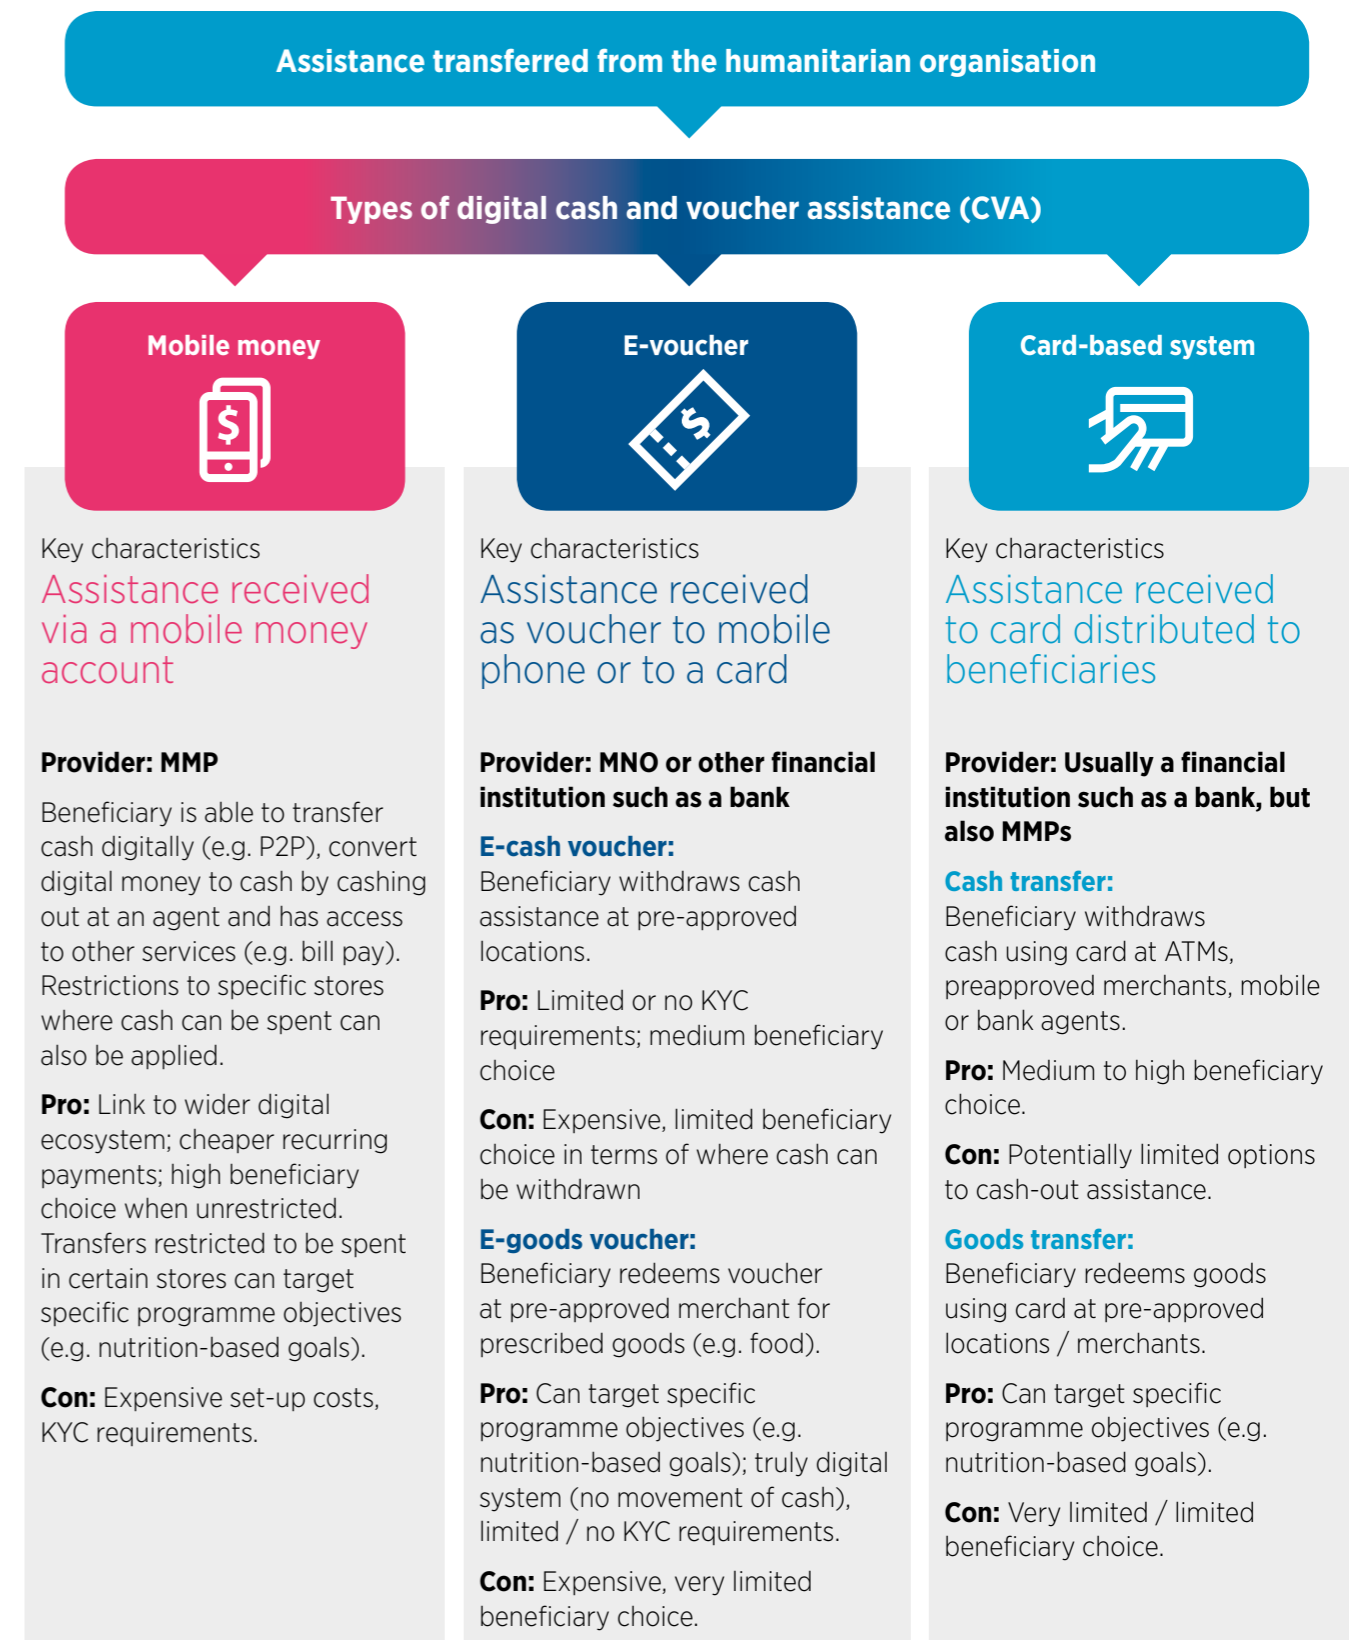 Assistance transferred from the humanitarian organisation
Types of digital cash and voucher assistance (CVA)
Mobile money
$
Key characteristics
Assistance received
via a mobile money
account
Provider: MMP
Beneficiary is able to transfer
cash digitally (e.g. P2P), convert
digital money to cash by cashing
out at an agent and has access
to other services (e.g. bill pay).
Restrictions to specific stores
where cash can be spent can
also be applied.
Pro: Link to wider digital
ecosystem; cheaper recurring
payments; high beneficiary
choice when unrestricted.
Transfers restricted to be spent
in certain stores can target
specific programme objectives
(e.g. nutrition-based goals).
Con: Expensive set-up costs,
KYC requirements.
E-voucher
$
Key characteristics
Assistance received
as voucher to mobile
phone or to a card
Provider: MNO or other financial
institution such as a bank
E-cash voucher:
Beneficiary withdraws cash
assistance at pre-approved
locations.
Pro: Limited or no KYC
requirements; medium beneficiary
choice
Con: Expensive, limited beneficiary
choice in terms of where cash can
be withdrawn
E-goods voucher:
Beneficiary redeems voucher
at pre-approved merchant for
prescribed goods (e.g. food).
Pro: Can target specific
programme objectives (e.g.
nutrition-based goals); truly digital
system (no movement of cash),
limited / no KYC requirements.
Con: Expensive, very limited
beneficiary choice.
Card-based system
Key characteristics
Assistance received
to card distributed to
beneficiaries
Provider: Usually a financial
institution such as a bank, but
also MMPs
Cash transfer:
Beneficiary withdraws
cash using card at ATMs,
preapproved merchants, mobile
or bank agents.
Pro: Medium to high beneficiary
choice.
Con: Potentially limited options
to cash-out assistance.
Goods transfer:
Beneficiary redeems goods
using card at pre-approved
locations / merchants.
Pro: Can target specific
programme objectives (e.g.
nutrition-based goals).
Con: Very limited / limited
beneficiary choice.